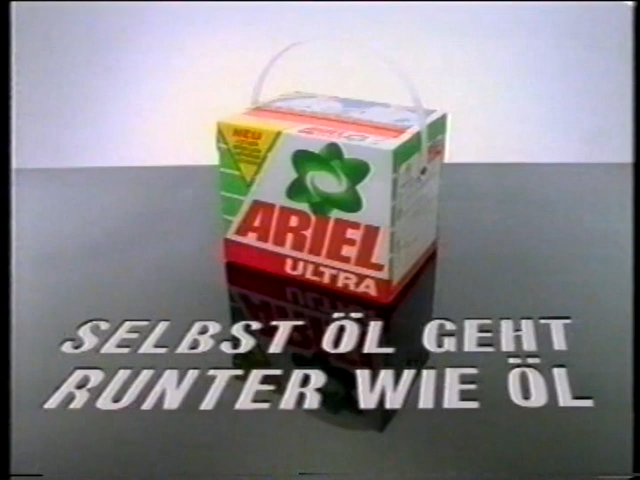 NEU
ARIEL
ULTRA
SELBST ÖL GEHT
RUNTER WIE ÖL